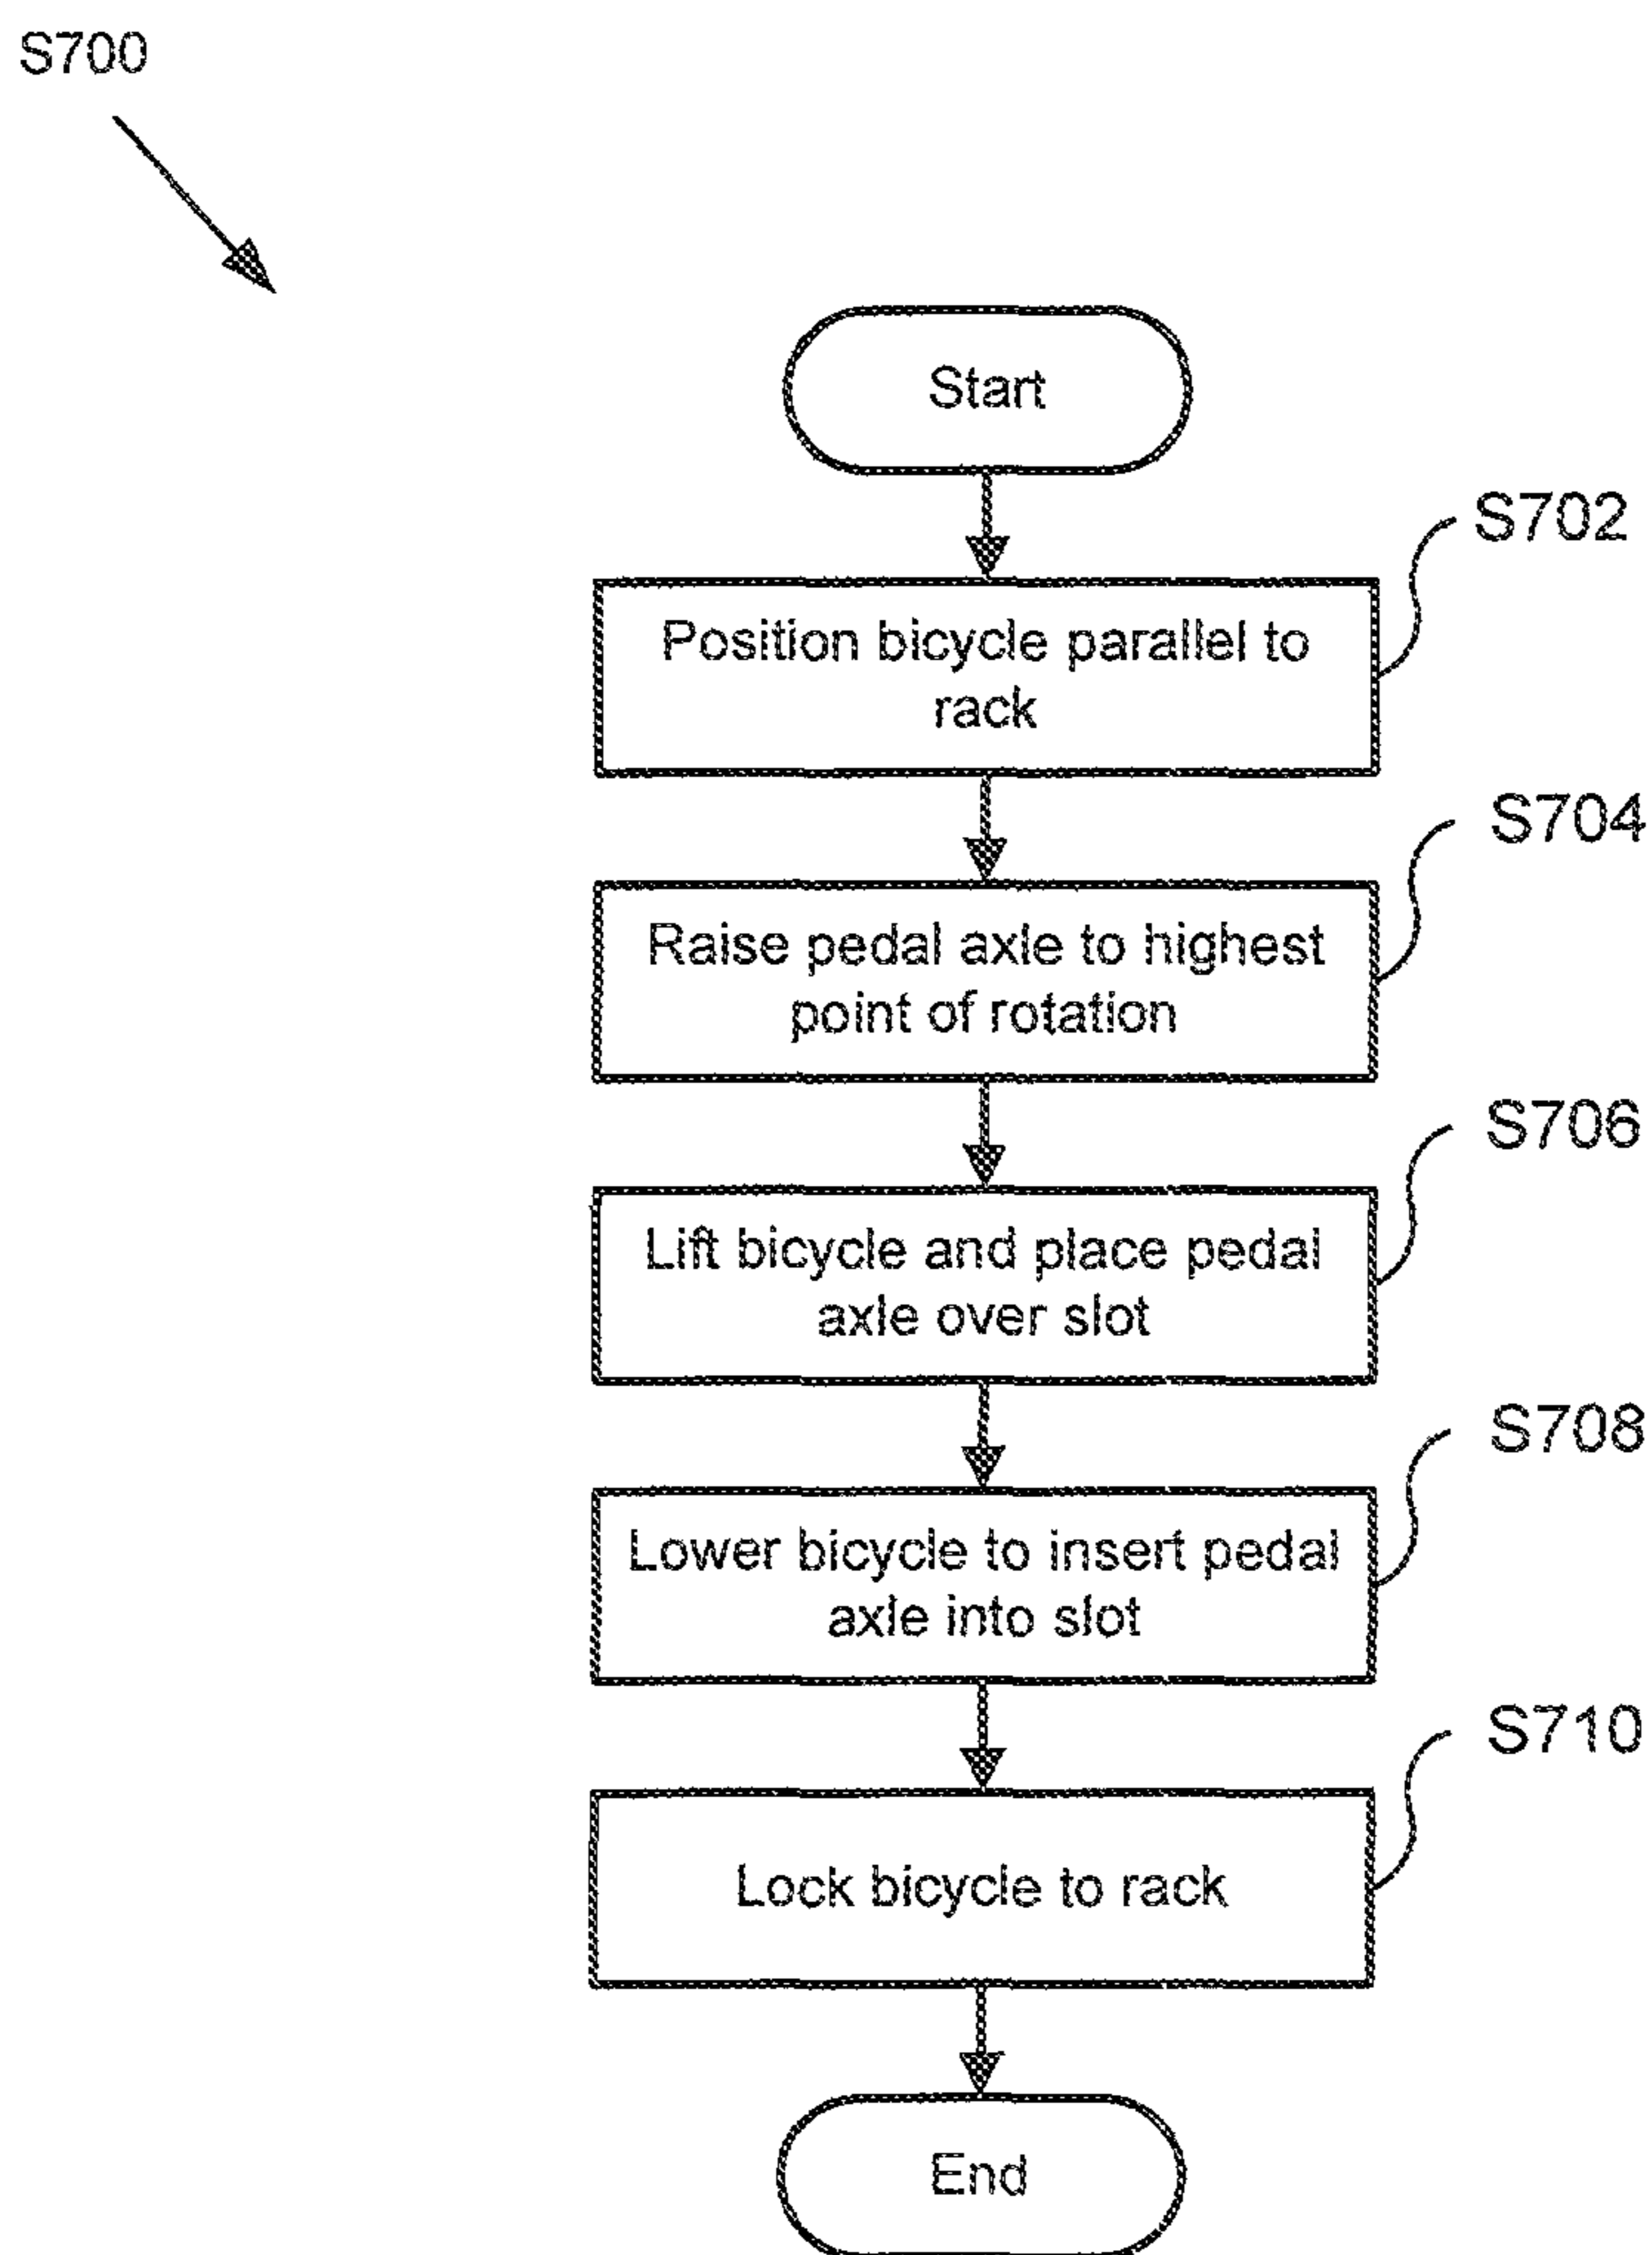 S700
Start
S702
Position bicycle parallel to
rack
S704
Raise pedal axle to highest
point of rotation
S706
Lift bicycle and place pedal
axle over slot
S708
Lower bicycle to insert pedal
axle into slot
S710
Lock bicycle to rack
End